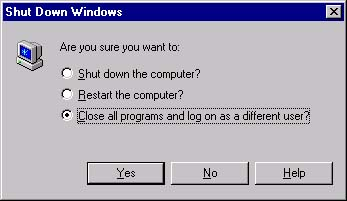 Shut Down Windows
Are you sure you want to:
Shut down the computer?
Restart the computer?
Close all programs and log on as a different user?
Yes No Help